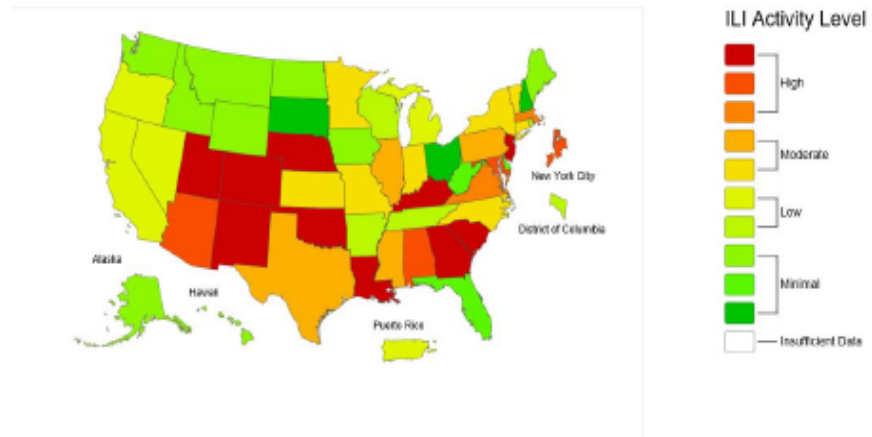 ILI Activity Level
High
Moderate
Low
Minimal
Insufficient Data
New York City
District of Columbia
Alaska
Hawaii
Puerto Rico